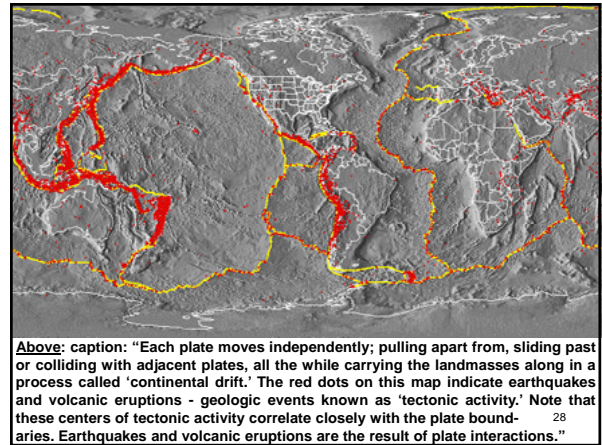 Above: caption: “Each plate moves independently; pulling apart from, sliding past
or colliding with adjacent plates, all the while carrying the landmasses along in a
process called ‘continental drift.’ The red dots on this map indicate earthquakes
and volcanic eruptions - geologic events known as ‘tectonic activity.’ Note that
these centers of tectonic activity correlate closely with the plate bound- 28
aries. Earthquakes and volcanic eruptions are the result of plate interactions.”